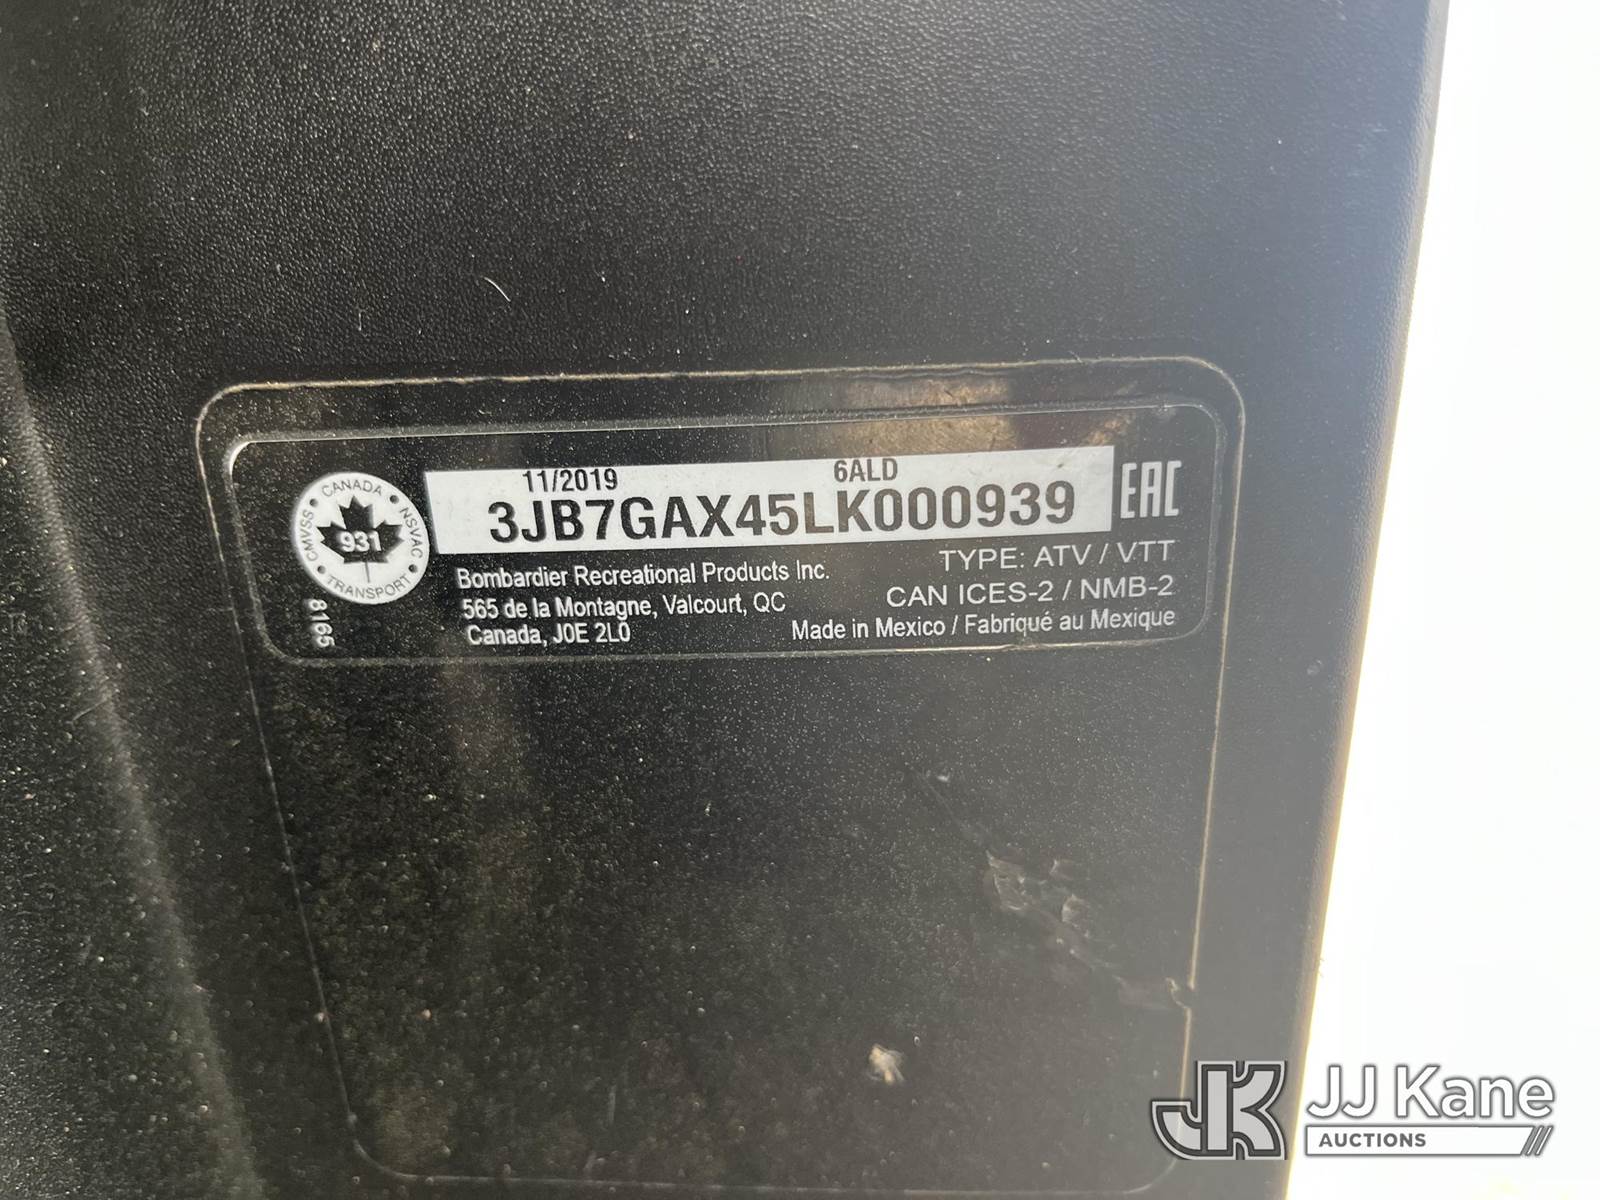 11/2019 6ALD
3JB7GAX45LK000939
EAC
CANADA
CMVSS
NSVAC
931
TRANSPORT
8165
Bombardier Recreational Products Inc.
565 de la Montagne, Valcourt, QC
Canada, J0E 2L0
TYPE: ATV / VTT
CAN ICES-2 / NMB-2
Made in Mexico / Fabriqué au Mexique
JK JJ Kane
AUCTIONS